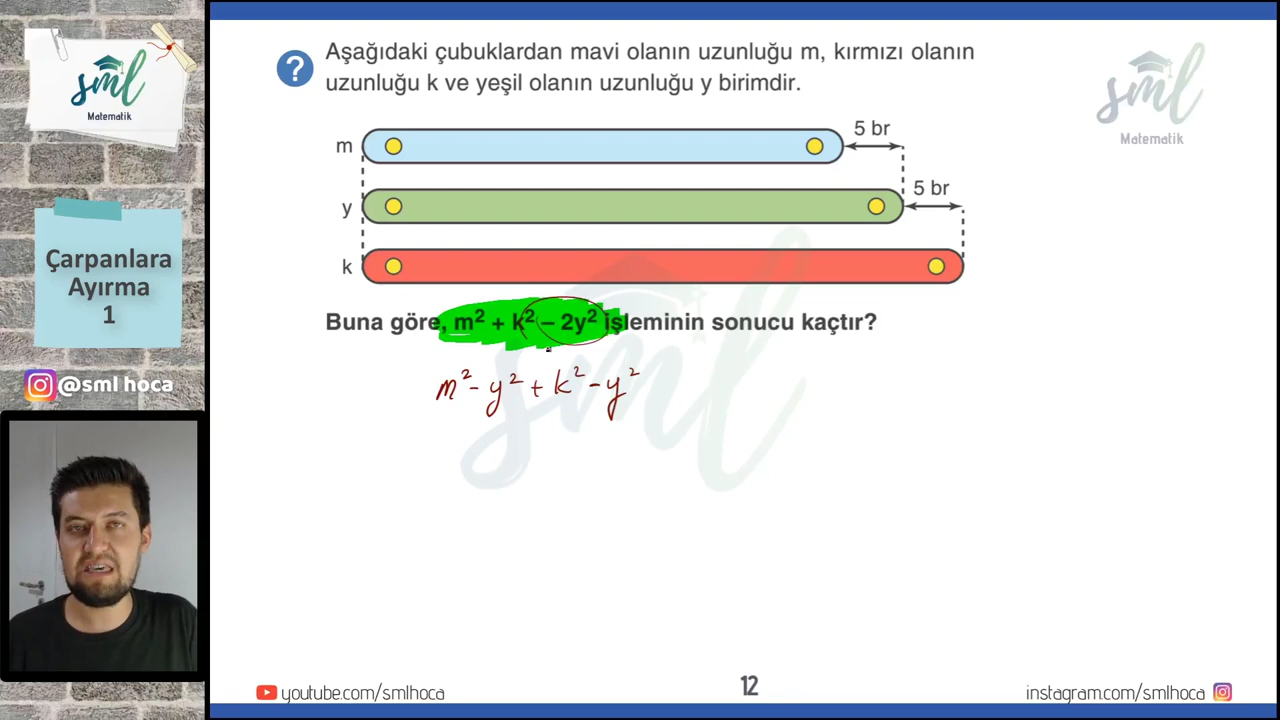 sml
Matematik
Çarpanlara
Ayırma
1
@sml hoca
? Aşağıdaki çubuklardan mavi olanın uzunluğu m, kırmızı olanın
uzunluğu k ve yeşil olanın uzunluğu y birimdir.
sml
Matematik
m 5 br
y 5 br
k
Buna göre, m² + k² – 2y² işleminin sonucu kaçtır?
m² - y² + k² - y²
sml
youtube.com/smlhoca
12
instagram.com/smlhoca